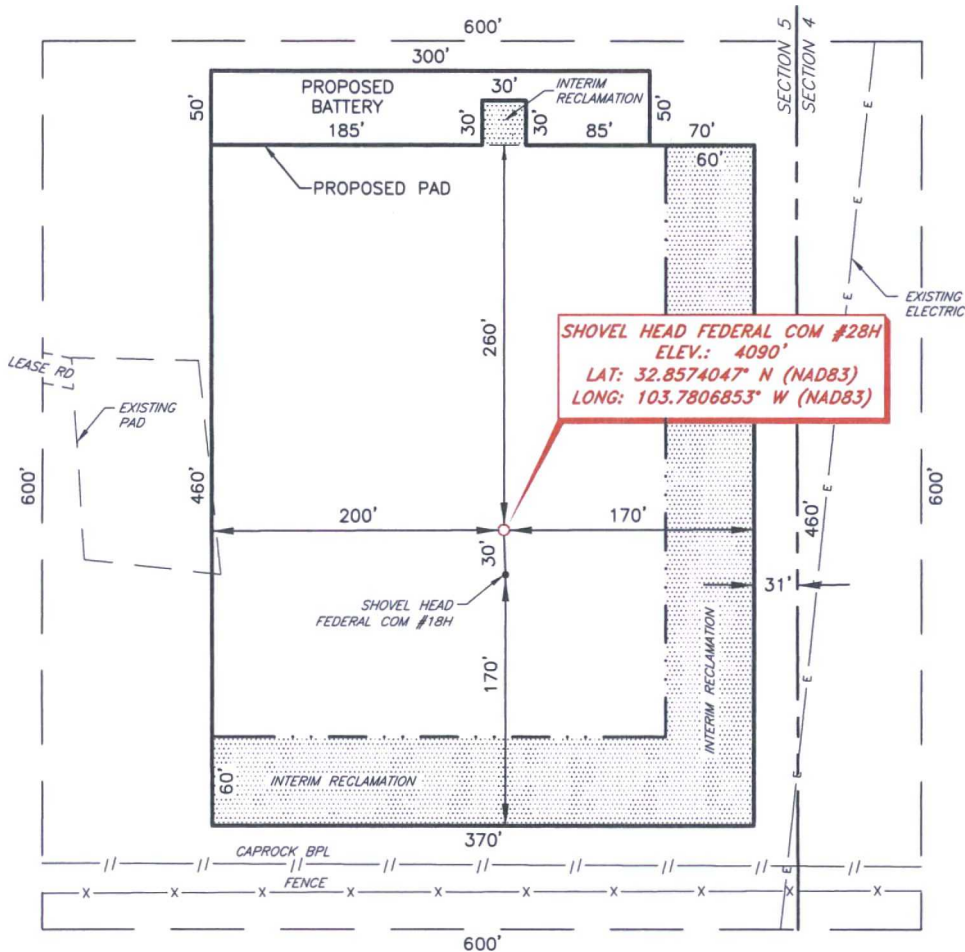 600'
SECTION 5
SECTION 4
300'
PROPOSED
BATTERY
50'
30'
INTERIM
RECLAMATION
50'
185'
30'
30'
85'
70'
60'
PROPOSED PAD
E
E
E
EXISTING
ELECTRIC
260'
SHOVEL HEAD FEDERAL COM #28H
ELEV.: 4090'
LAT: 32.8574047° N (NAD83)
LONG: 103.7806853° W (NAD83)
LEASE RD
EXISTING
PAD
E
600'
460'
600'
200'
170'
460'
E
30'
31'
SHOVEL HEAD
FEDERAL COM #18H
170'
E
INTERIM RECLAMATION
E
60'
INTERIM RECLAMATION
E
370'
CAPROCK BPL
// // // // // // // // //
FENCE
X X X X X X X X X X
E
600'